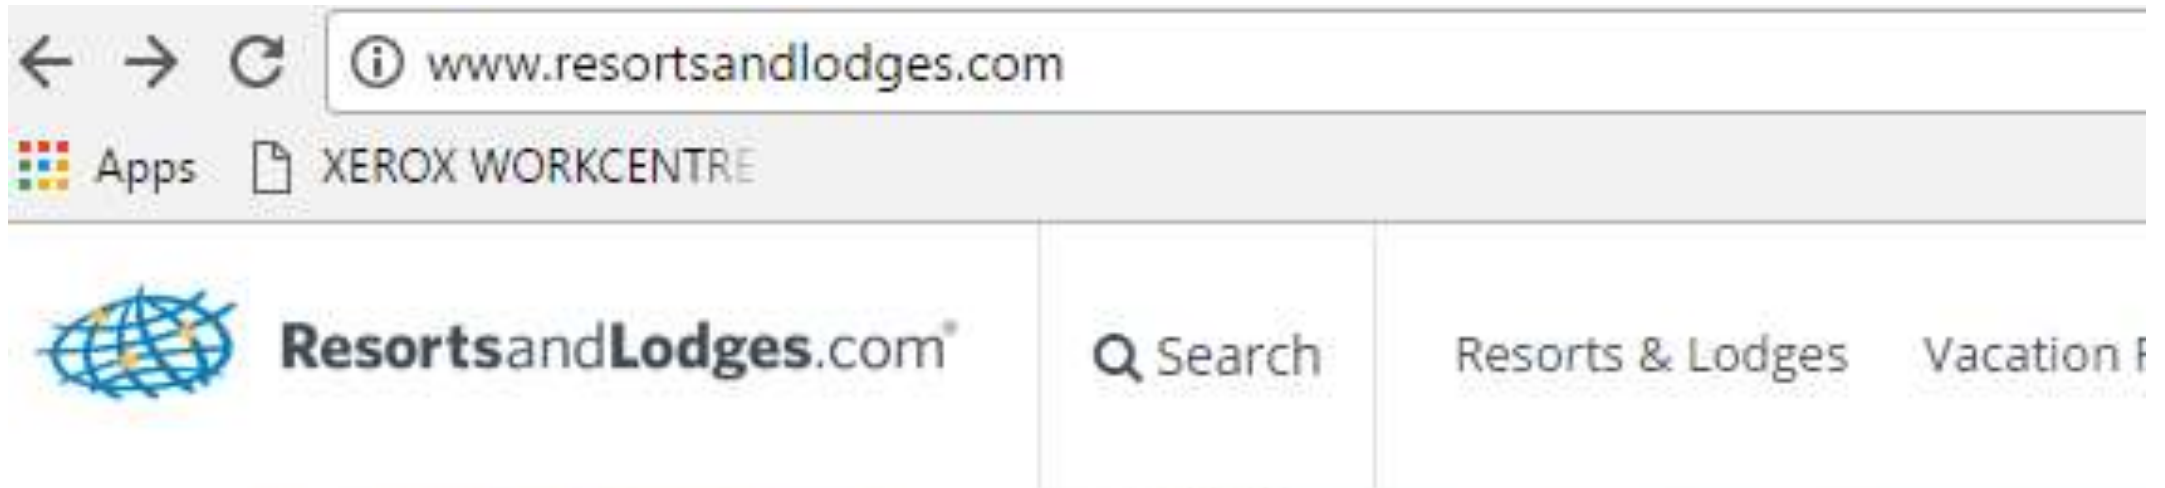 www.resortsandlodges.com
Apps XEROX WORKCENTRE
ResortsandLodges.com® Search Resorts & Lodges Vacation